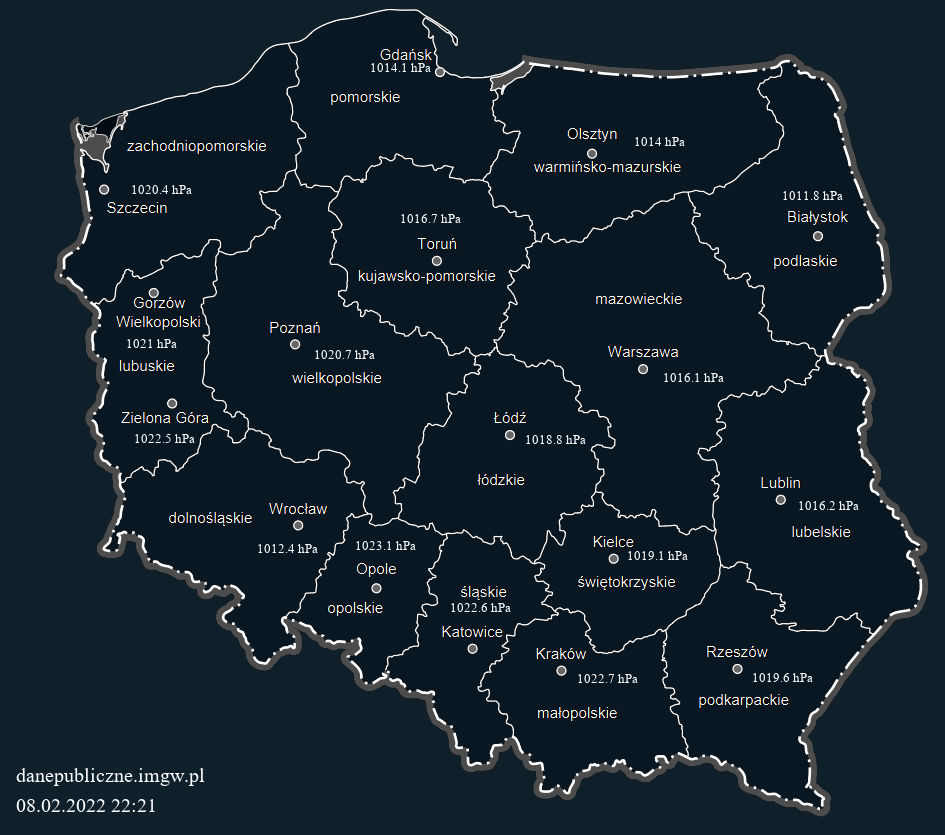 Gdańsk
1014.1 hPa
pomorskie
Olsztyn
1014 hPa
warmińsko-mazurskie
zachodniopomorskie
1020.4 hPa
Szczecin
1011.8 hPa
Białystok
podlaskie
1016.7 hPa
Toruń
kujawsko-pomorskie
Gorzów
Wielkopolski
1021 hPa
lubuskie
Zielona Góra
1022.5 hPa
Poznań
1020.7 hPa
wielkopolskie
mazowieckie
Warszawa
1016.1 hPa
Łódź
1018.8 hPa
łódzkie
Lublin
1016.2 hPa
lubelskie
Wrocław
dolnośląskie
1012.4 hPa
1023.1 hPa
Opole
opolskie
śląskie
1022.6 hPa
Katowice
Kielce
1019.1 hPa
świętokrzyskie
Kraków
1022.7 hPa
małopolskie
Rzeszów
1019.6 hPa
podkarpackie
danepubliczne.imgw.pl
08.02.2022 22:21